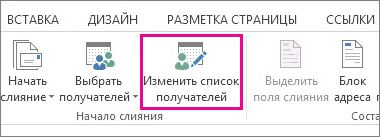 ВСТАВКА ДИЗАЙН РАЗМЕТКА СТРАНИЦЫ ССЫЛКИ
Начать слияние
Выбрать получателей
Изменить список получателей
Выделить поля слияния
Блок адреса
Начало слияния
Соста